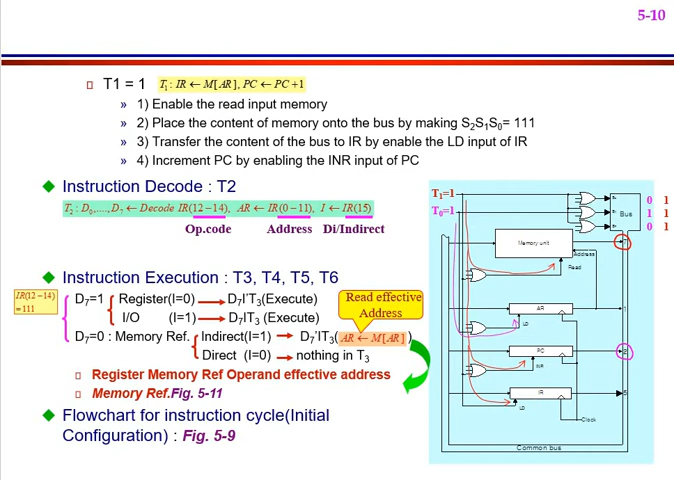 5-10
T1 = 1 T₁ : IR ← M[AR], PC ← PC +1
» 1) Enable the read input memory
» 2) Place the content of memory onto the bus by making S₂S₁S₀= 111
» 3) Transfer the content of the bus to IR by enable the LD input of IR
» 4) Increment PC by enabling the INR input of PC
Instruction Decode : T2
T₂ : D₀,....,D₇ ← Decode IR(12−14), AR ← IR(0−11), I ← IR(15)
Op.code Address Di/Indirect
Instruction Execution : T3, T4, T5, T6
IR(12−14)
=111
D₇=1 Register(I=0) → D₇I'T₃(Execute)
I/O (I=1) → D₇IT₃ (Execute)
Read effective
Address
D₇=0 : Memory Ref. Indirect(I=1) → D₇'IT₃( AR ← M[AR] )
Direct (I=0) → nothing in T₃
Register Memory Ref Operand effective address
Memory Ref.Fig. 5-11
Flowchart for instruction cycle(Initial
Configuration) : Fig. 5-9
T₁=1
T₀=1
Bus
0 1
1 1
0 1
Memory unit
7
Address
Read
AR
1
LD
PC
2
INR
IR
5
LD
Clock
Common bus